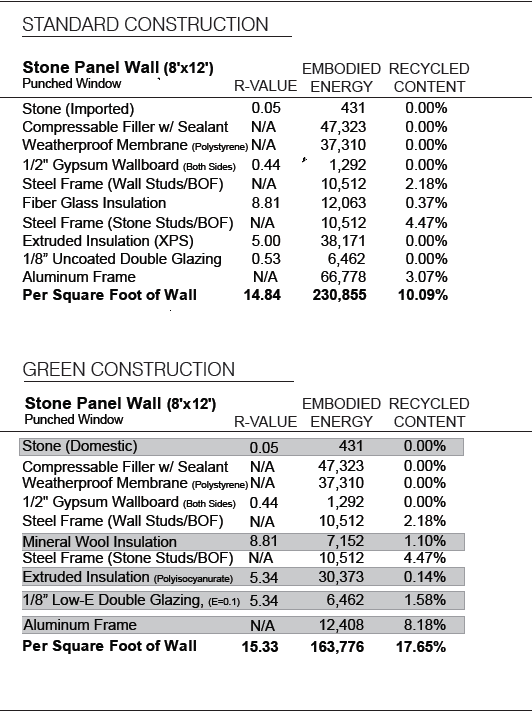 STANDARD CONSTRUCTION
Stone Panel Wall (8'x12') EMBODIED RECYCLED
Punched Window R-VALUE ENERGY CONTENT
Stone (Imported) 0.05 431 0.00%
Compressable Filler w/ Sealant N/A 47,323 0.00%
Weatherproof Membrane (Polystyrene) N/A 37,310 0.00%
1/2" Gypsum Wallboard (Both Sides) 0.44 1,292 0.00%
Steel Frame (Wall Studs/BOF) N/A 10,512 2.18%
Fiber Glass Insulation 8.81 12,063 0.37%
Steel Frame (Stone Studs/BOF) N/A 10,512 4.47%
Extruded Insulation (XPS) 5.00 38,171 0.00%
1/8” Uncoated Double Glazing 0.53 6,462 0.00%
Aluminum Frame N/A 66,778 3.07%
Per Square Foot of Wall 14.84 230,855 10.09%
GREEN CONSTRUCTION
Stone Panel Wall (8'x12') EMBODIED RECYCLED
Punched Window R-VALUE ENERGY CONTENT
Stone (Domestic) 0.05 431 0.00%
Compressable Filler w/ Sealant N/A 47,323 0.00%
Weatherproof Membrane (Polystyrene) N/A 37,310 0.00%
1/2" Gypsum Wallboard (Both Sides) 0.44 1,292 0.00%
Steel Frame (Wall Studs/BOF) N/A 10,512 2.18%
Mineral Wool Insulation 8.81 7,152 1.10%
Steel Frame (Stone Studs/BOF) N/A 10,512 4.47%
Extruded Insulation (Polyisocyanurate) 5.34 30,373 0.14%
1/8” Low-E Double Glazing, (E=0.1) 5.34 6,462 1.58%
Aluminum Frame N/A 12,408 8.18%
Per Square Foot of Wall 15.33 163,776 17.65%